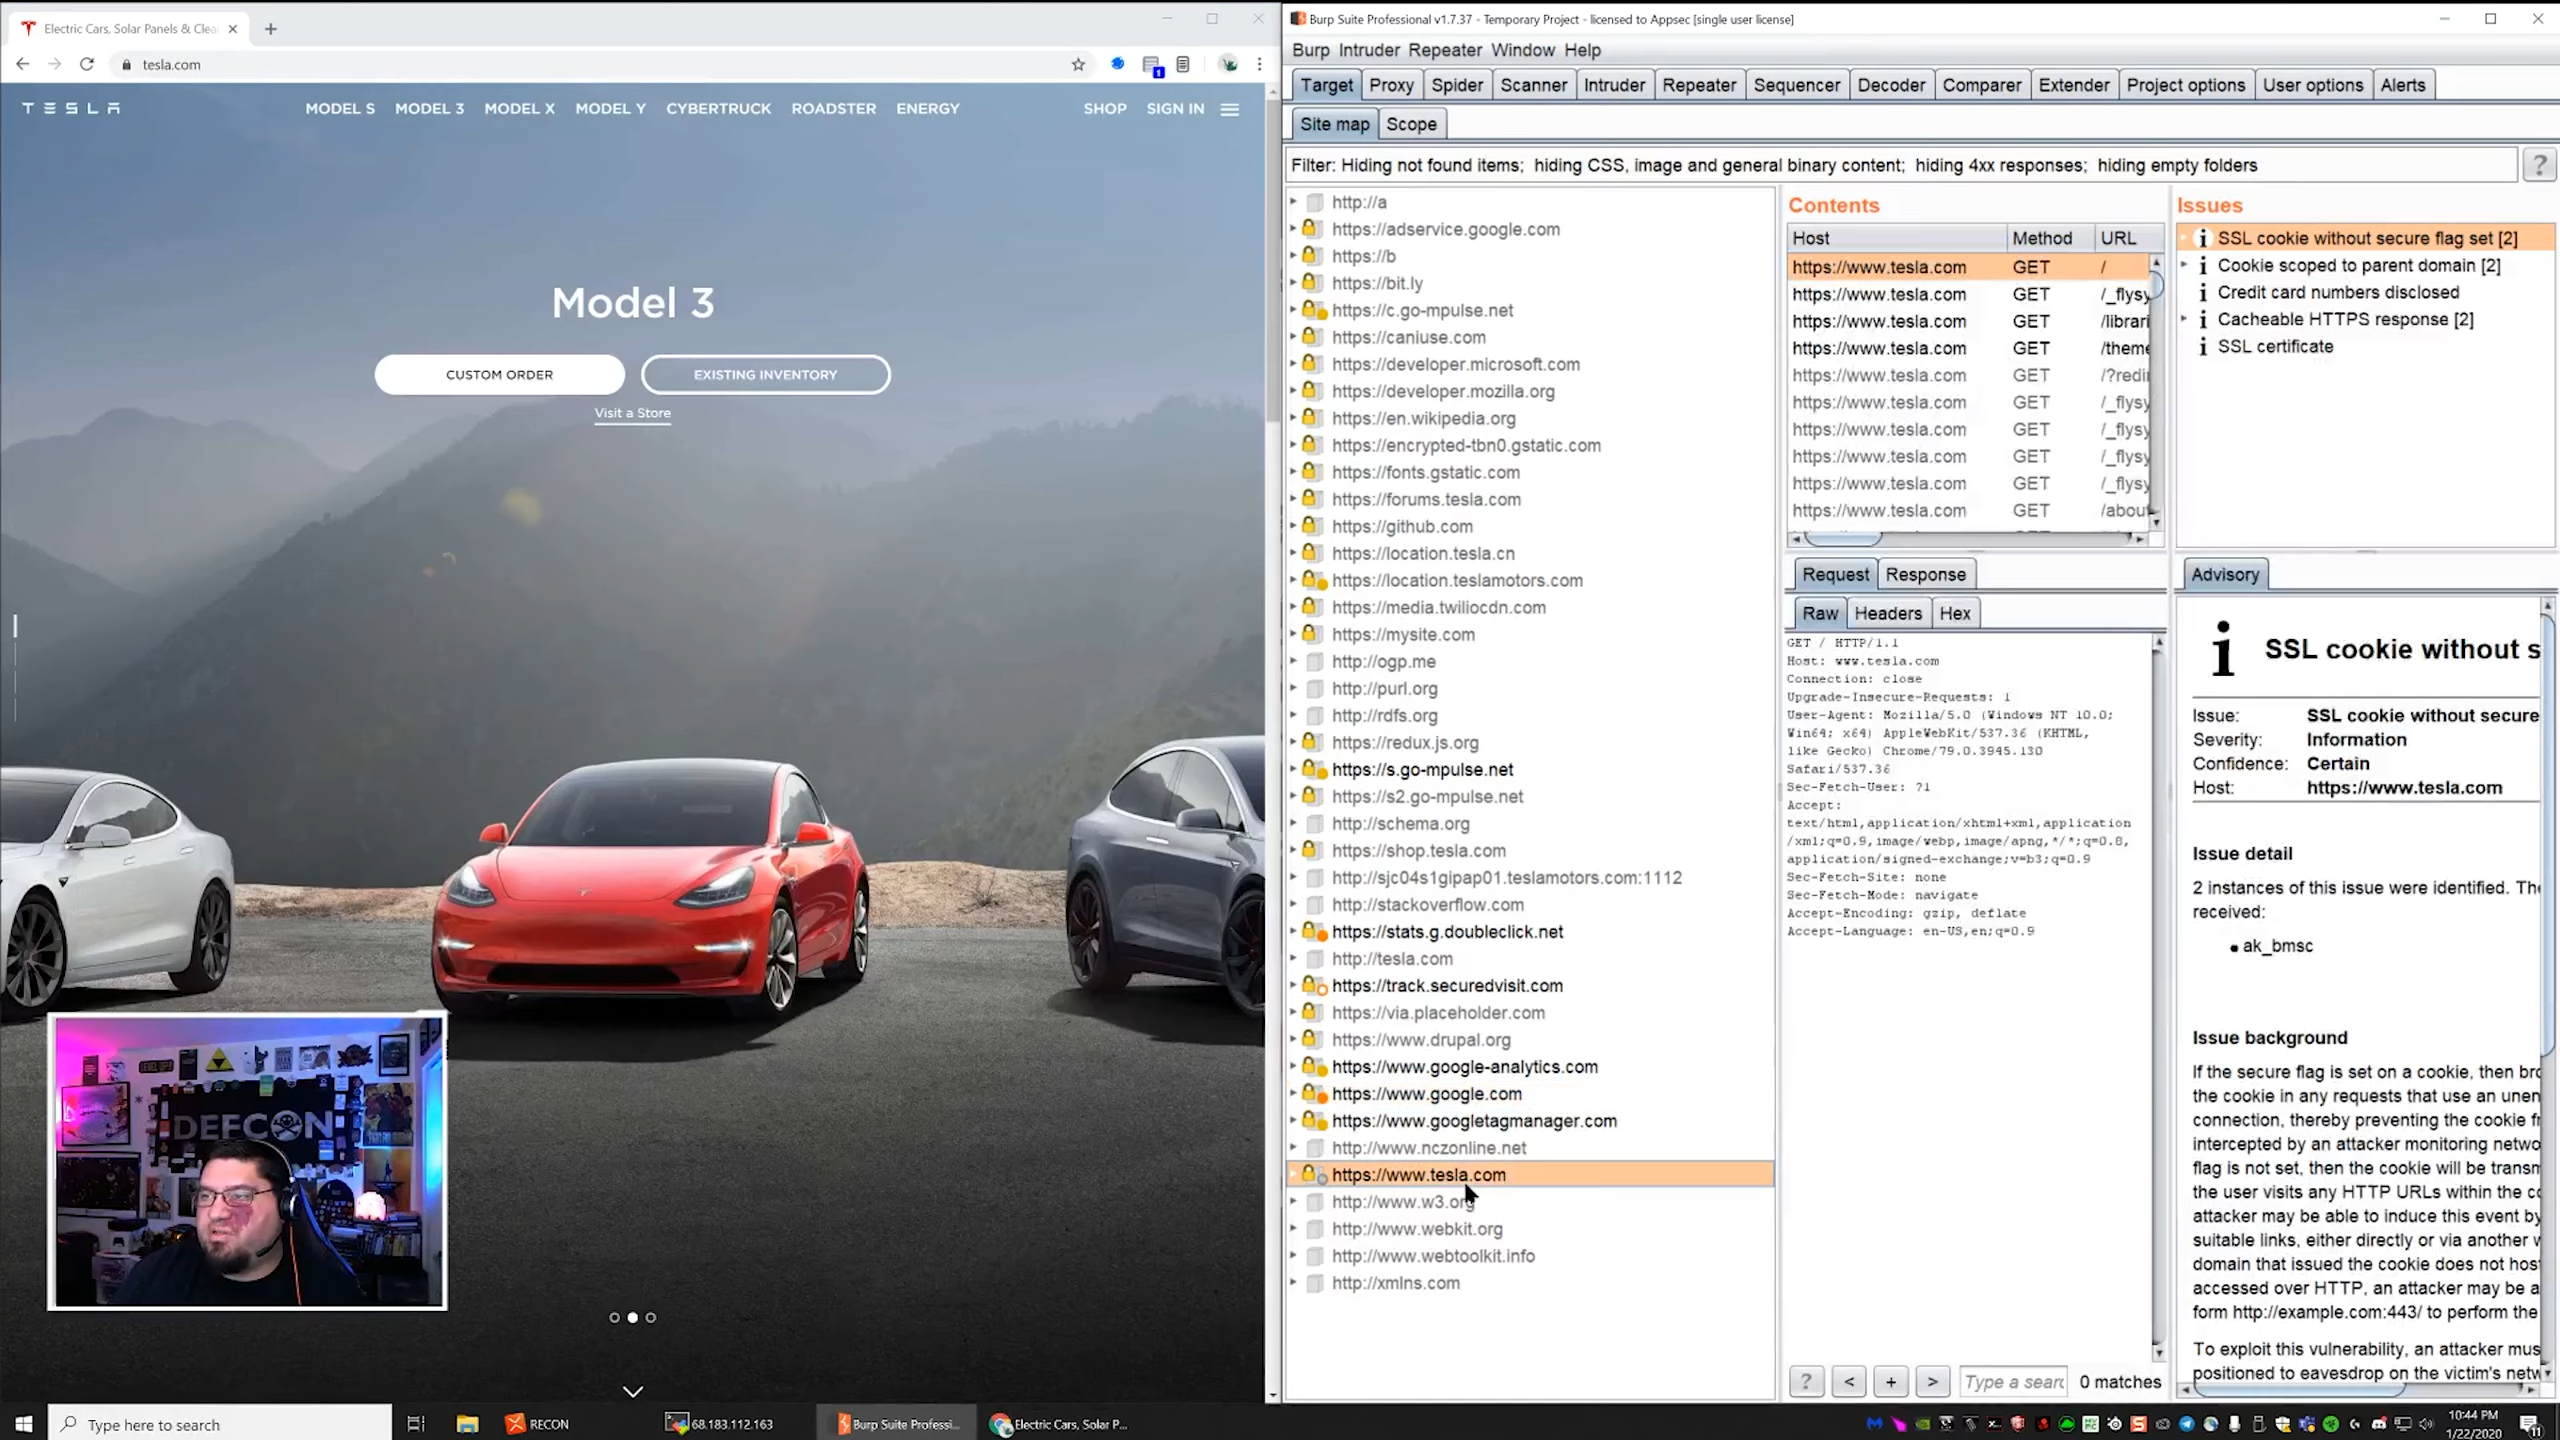 Electric Cars, Solar Panels & Clea
tesla.com
TESLA
MODEL S
MODEL 3
MODEL X
MODEL Y
CYBERTRUCK
ROADSTER
ENERGY
SHOP
SIGN IN
Model 3
CUSTOM ORDER
EXISTING INVENTORY
Visit a Store
DEFCON
Burp Suite Professional v1.7.37 - Temporary Project - licensed to Appsec [single user license]
Burp Intruder Repeater Window Help
Target
Proxy
Spider
Scanner
Intruder
Repeater
Sequencer
Decoder
Comparer
Extender
Project options
User options
Alerts
Site map
Scope
Filter: Hiding not found items; hiding CSS, image and general binary content; hiding 4xx responses; hiding empty folders
?
http://a
https://adservice.google.com
https://b
https://bit.ly
https://c.go-mpulse.net
https://caniuse.com
https://developer.microsoft.com
https://developer.mozilla.org
https://en.wikipedia.org
https://encrypted-tbn0.gstatic.com
https://fonts.gstatic.com
https://forums.tesla.com
https://github.com
https://location.tesla.cn
https://location.teslamotors.com
https://media.twiliocdn.com
https://mysite.com
http://ogp.me
http://purl.org
http://rdfs.org
https://redux.js.org
https://s.go-mpulse.net
https://s2.go-mpulse.net
http://schema.org
https://shop.tesla.com
http://sjc04s1gipap01.teslamotors.com:1112
http://stackoverflow.com
https://stats.g.doubleclick.net
http://tesla.com
https://track.securedvisit.com
https://via.placeholder.com
https://www.drupal.org
https://www.google-analytics.com
https://www.google.com
https://www.googletagmanager.com
http://www.nczonline.net
https://www.tesla.com
http://www.w3.org
http://www.webkit.org
http://www.webtoolkit.info
http://xmlns.com
Contents
Host Method URL
https://www.tesla.com GET /
https://www.tesla.com GET /_flysy
https://www.tesla.com GET /librari
https://www.tesla.com GET /theme
https://www.tesla.com GET /?redir
https://www.tesla.com GET /_flysy
https://www.tesla.com GET /_flysy
https://www.tesla.com GET /_flysy
https://www.tesla.com GET /_flysy
https://www.tesla.com GET /about
Request
Response
Raw
Headers
Hex
GET / HTTP/1.1
Host: www.tesla.com
Connection: close
Upgrade-Insecure-Requests: 1
User-Agent: Mozilla/5.0 (Windows NT 10.0;
Win64; x64) AppleWebKit/537.36 (KHTML,
like Gecko) Chrome/79.0.3945.130
Safari/537.36
Sec-Fetch-User: ?1
Accept:
text/html,application/xhtml+xml,application
/xml;q=0.9,image/webp,image/apng,*/*;q=0.8,
application/signed-exchange;v=b3;q=0.9
Sec-Fetch-Site: none
Sec-Fetch-Mode: navigate
Accept-Encoding: gzip, deflate
Accept-Language: en-US,en;q=0.9
? < + >
Type a searc
0 matches
Issues
SSL cookie without secure flag set [2]
Cookie scoped to parent domain [2]
Credit card numbers disclosed
Cacheable HTTPS response [2]
SSL certificate
Advisory
SSL cookie without s
Issue: SSL cookie without secure
Severity: Information
Confidence: Certain
Host: https://www.tesla.com
Issue detail
2 instances of this issue were identified. The
received:
ak_bmsc
Issue background
If the secure flag is set on a cookie, then bro
the cookie in any requests that use an unen
connection, thereby preventing the cookie f
intercepted by an attacker monitoring netwo
flag is not set, then the cookie will be transm
the user visits any HTTP URLs within the co
attacker may be able to induce this event by
suitable links, either directly or via another w
domain that issued the cookie does not host
accessed over HTTP, an attacker may be a
form http://example.com:443/ to perform the
To exploit this vulnerability, an attacker mus
positioned to eavesdrop on the victim's netw
Type here to search
RECON
68.183.112.163
Burp Suite Professi...
Electric Cars, Solar P...
10:44 PM
1/22/2020